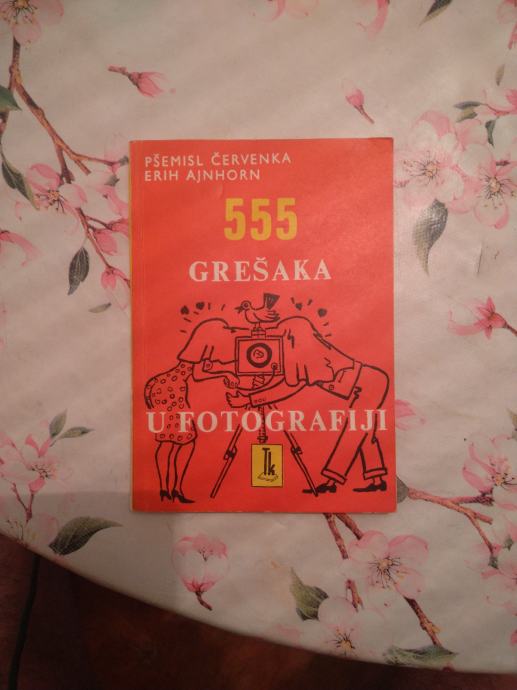 PŠEMISL ČERVENKA
ERIH AJNHORN
555
GREŠAKA
U FOTOGRAFIJI
Tk